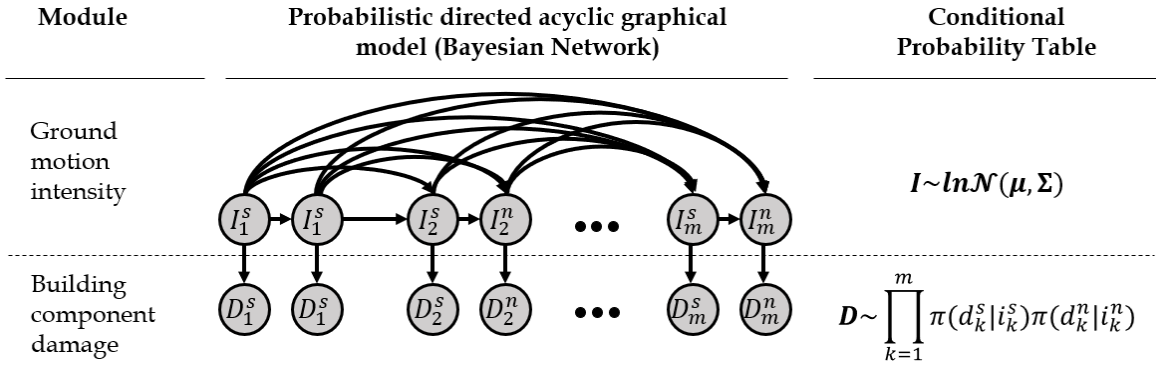 Module
Probabilistic directed acyclic graphical
model (Bayesian Network)
Conditional
Probability Table
Ground
motion
intensity
I_1^s I_1^s I_2^s I_2^n ••• I_m^s I_m^n
I~ln𝒩(μ, Σ)
Building
component
damage
D_1^s D_1^s D_2^s D_2^n ••• D_m^s D_m^n
D~ ∏_{k=1}^{m} π(d_k^s|i_k^s)π(d_k^n|i_k^n)